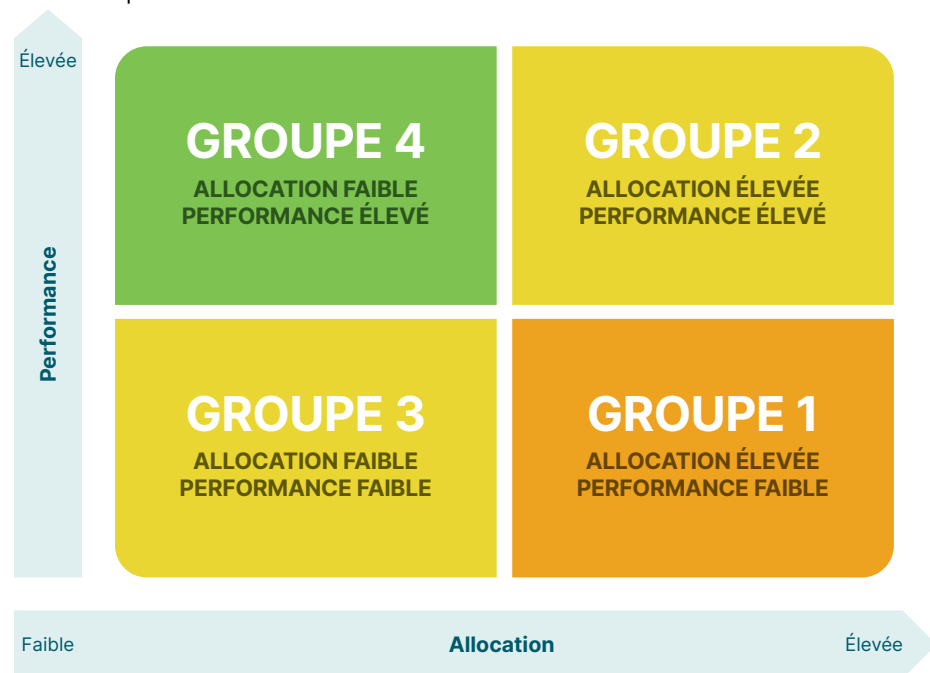 Élevée
Performance
GROUPE 4
ALLOCATION FAIBLE
PERFORMANCE ÉLEVÉ
GROUPE 2
ALLOCATION ÉLEVÉE
PERFORMANCE ÉLEVÉ
GROUPE 3
ALLOCATION FAIBLE
PERFORMANCE FAIBLE
GROUPE 1
ALLOCATION ÉLEVÉE
PERFORMANCE FAIBLE
Faible
Allocation
Élevée